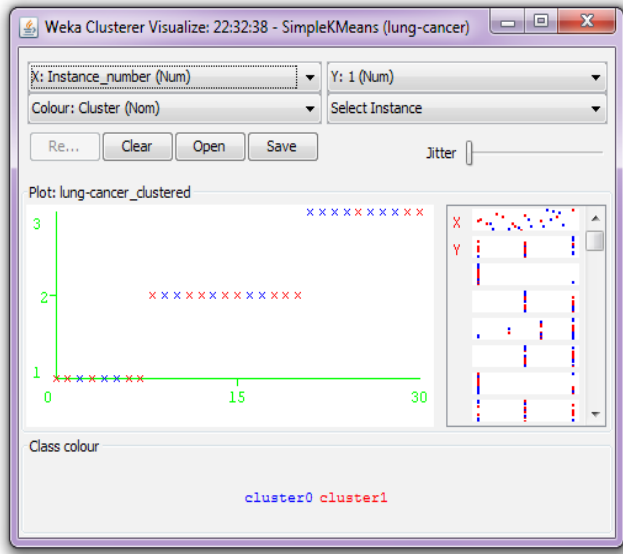 Weka Clusterer Visualize: 22:32:38 - SimpleKMeans (lung-cancer)
X: Instance_number (Num) Y: 1 (Num)
Colour: Cluster (Nom) Select Instance
Re... Clear Open Save Jitter
Plot: lung-cancer_clustered
3
2
1
0 15 30
X
Y
Class colour
cluster0 cluster1